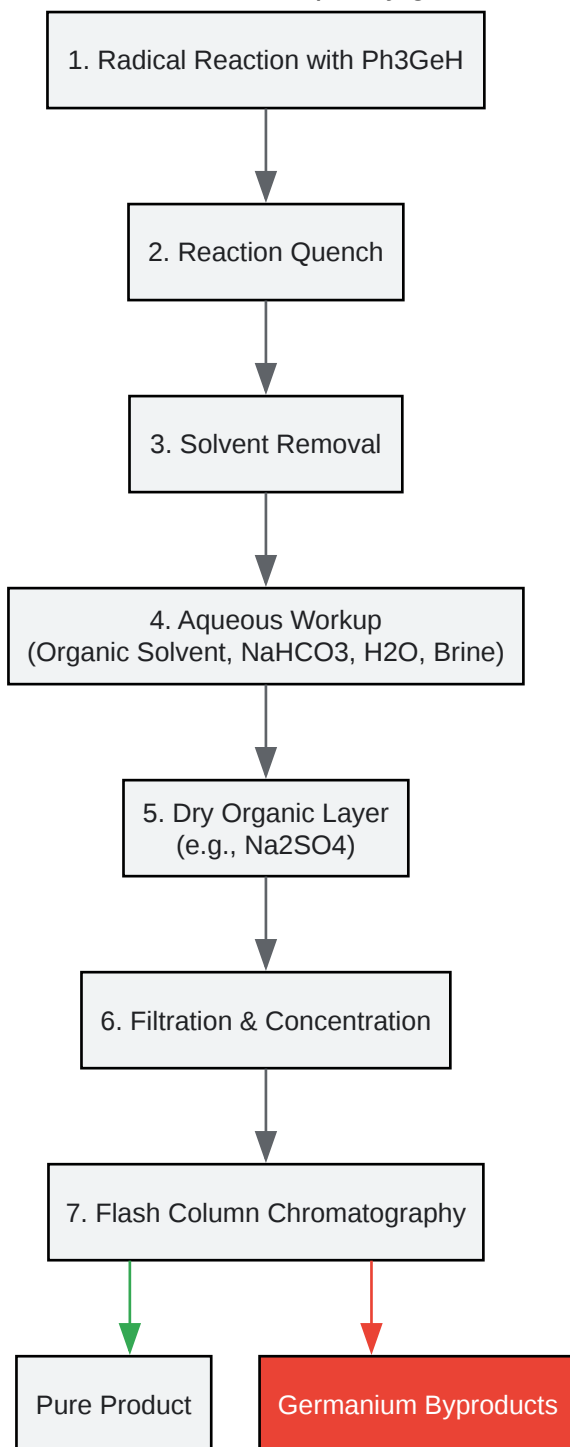 1. Radical Reaction with Ph3GeH
2. Reaction Quench
3. Solvent Removal
4. Aqueous Workup
(Organic Solvent, NaHCO3, H2O, Brine)
5. Dry Organic Layer
(e.g., Na2SO4)
6. Filtration & Concentration
7. Flash Column Chromatography
Pure Product
Germanium Byproducts